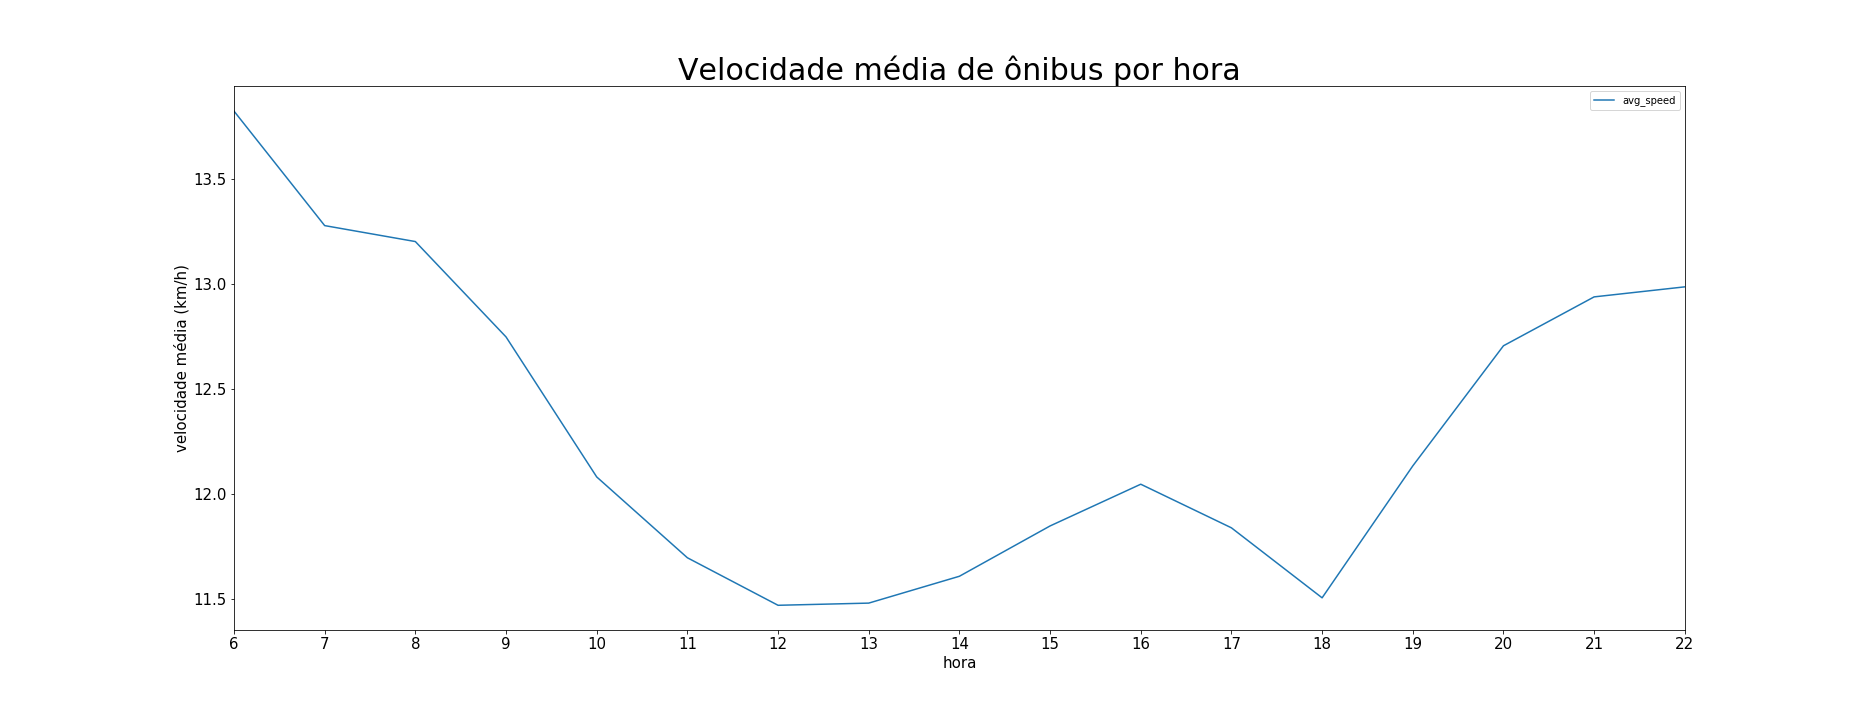 Velocidade média de ônibus por hora
avg_speed
13.5
13.0
12.5
12.0
11.5
velocidade média (km/h)
6 7 8 9 10 11 12 13 14 15 16 17 18 19 20 21 22
hora